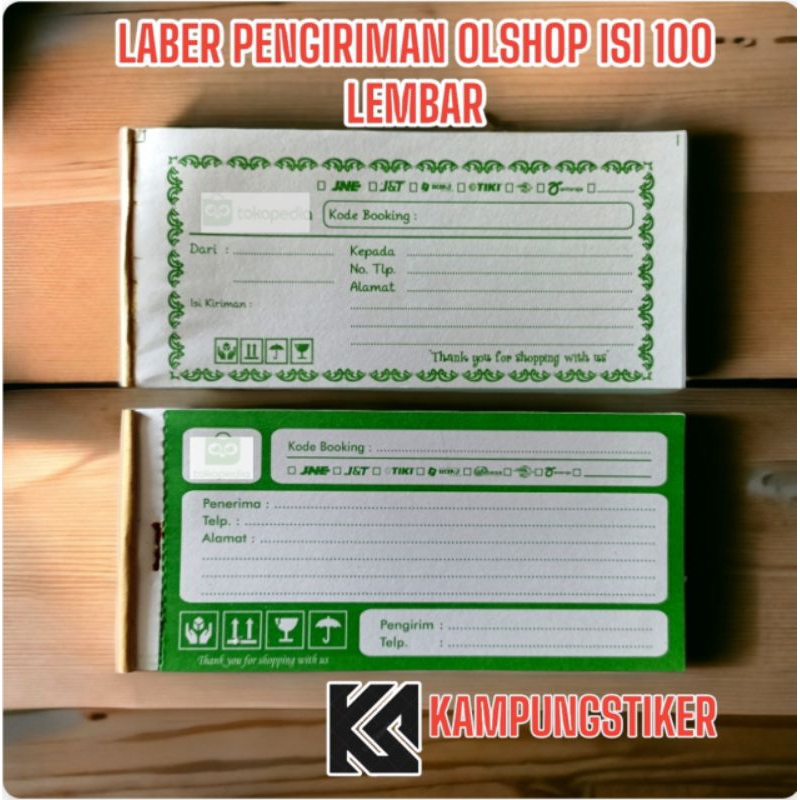 LABER PENGIRIMAN OLSHOP ISI 100
LEMBAR
JNE J&T TIKI
tokopedia
Kode Booking :
Dari :
Kepada
No. Tlp.
Alamat
Isi Kiriman :
"Thank you for shopping with us"
tokopedia
Kode Booking :
JNE J&T TIKI
Penerima :
Telp. :
Alamat :
Pengirim :
Telp. :
Thank you for shopping with us
KAMPUNGSTIKER